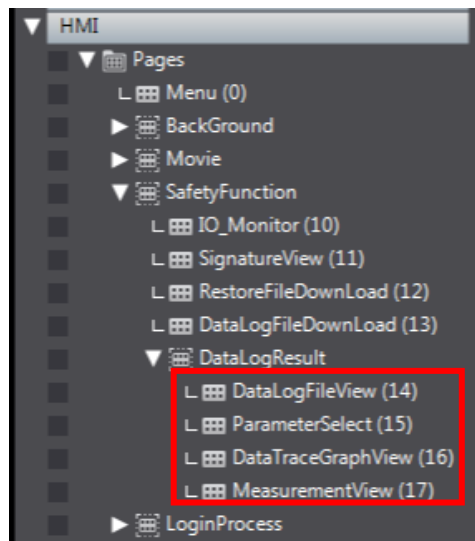 HMI
Pages
Menu (0)
BackGround
Movie
SafetyFunction
IO_Monitor (10)
SignatureView (11)
RestoreFileDownLoad (12)
DataLogFileDownLoad (13)
DataLogResult
DataLogFileView (14)
ParameterSelect (15)
DataTraceGraphView (16)
MeasurementView (17)
LoginProcess